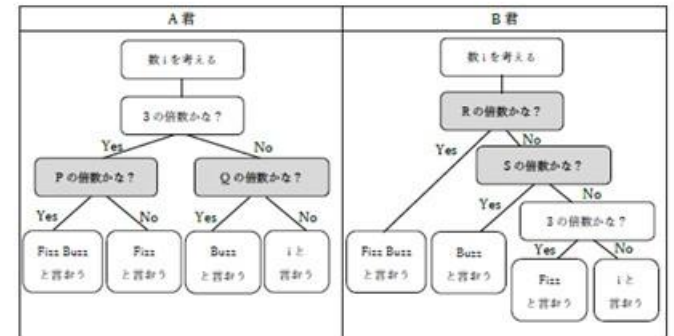 A君
数iを考える
3の倍数かな？
Yes
No
Pの倍数かな？
Qの倍数かな？
Yes
No
Yes
No
Fizz Buzz
と言おう
Fizz
と言おう
Buzz
と言おう
iと
言おう
B君
数iを考える
Rの倍数かな？
Yes
No
Sの倍数かな？
Yes
No
3の倍数かな？
Yes
No
Fizz Buzz
と言おう
Buzz
と言おう
Fizz
と言おう
iと
言おう